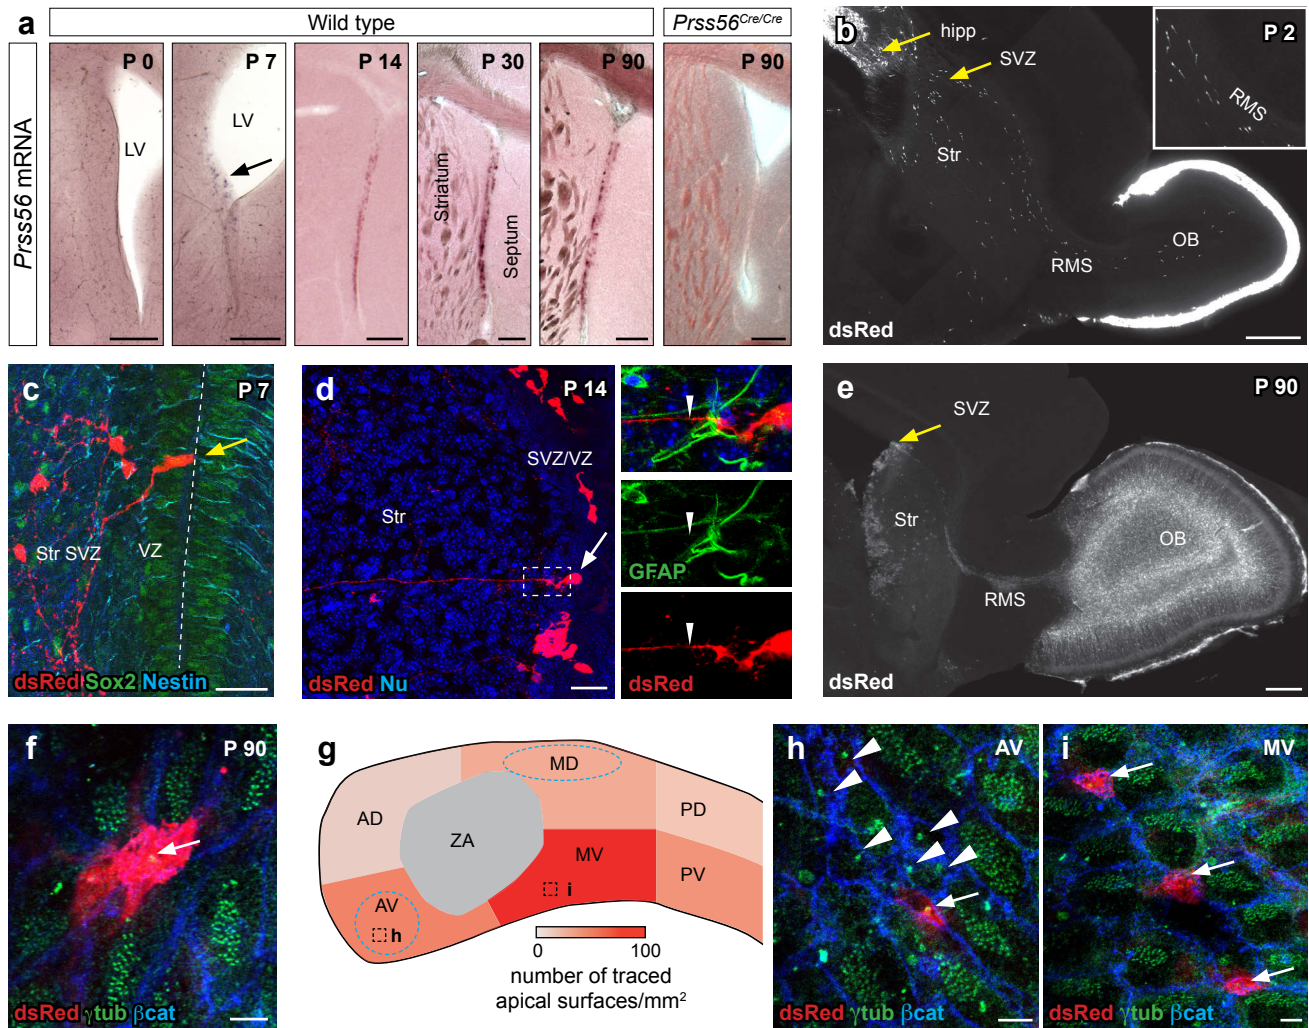 a
Wild type
Prss56Cre/Cre
Prss56 mRNA
P 0
LV
P 7
LV
P 14
P 30
Striatum
Septum
P 90
P 90
b
hipp
SVZ
P 2
RMS
Str
OB
RMS
dsRed
c
P 7
Str SVZ
VZ
dsRed Sox2 Nestin
d
P 14
SVZ/VZ
Str
dsRed Nu
GFAP
dsRed
e
P 90
SVZ
Str
OB
RMS
dsRed
f
P 90
dsRed γtub βcat
g
MD
AD
PD
ZA
MV
PV
i
AV
h
0
100
number of traced
apical surfaces/mm2
h
AV
dsRed γtub βcat
i
MV
dsRed γtub βcat